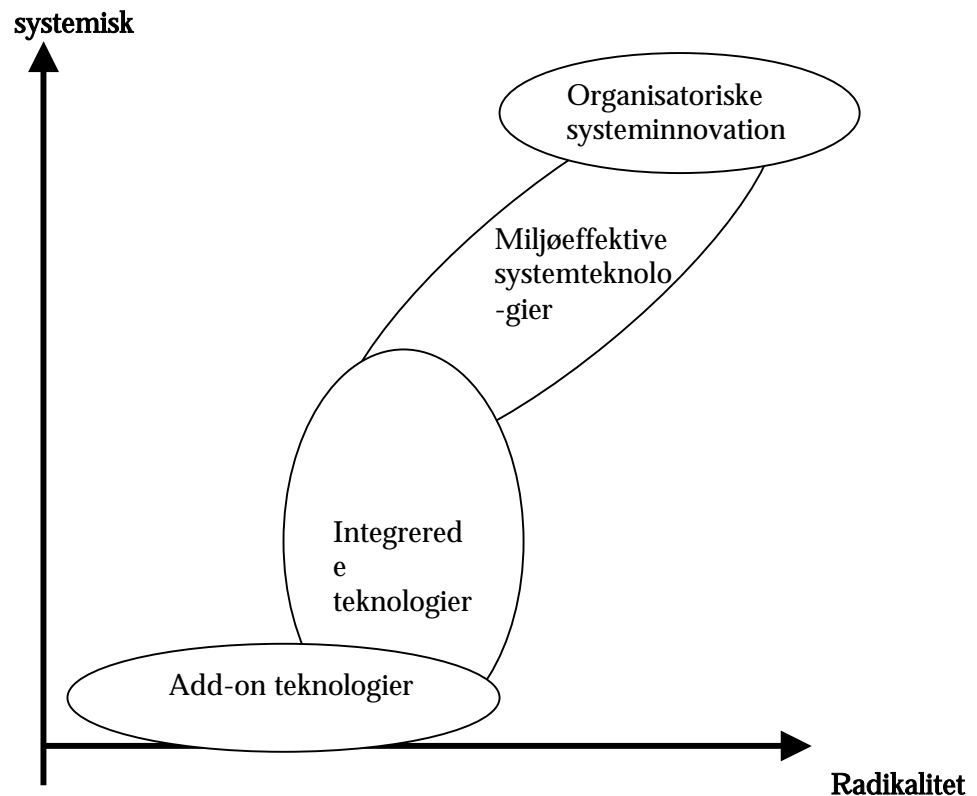 systemisk
Organisatoriske
systeminnovation
Miljøeffektive
systemteknolo
-gier
Integrered
e
teknologier
Add-on teknologier
Radikalitet